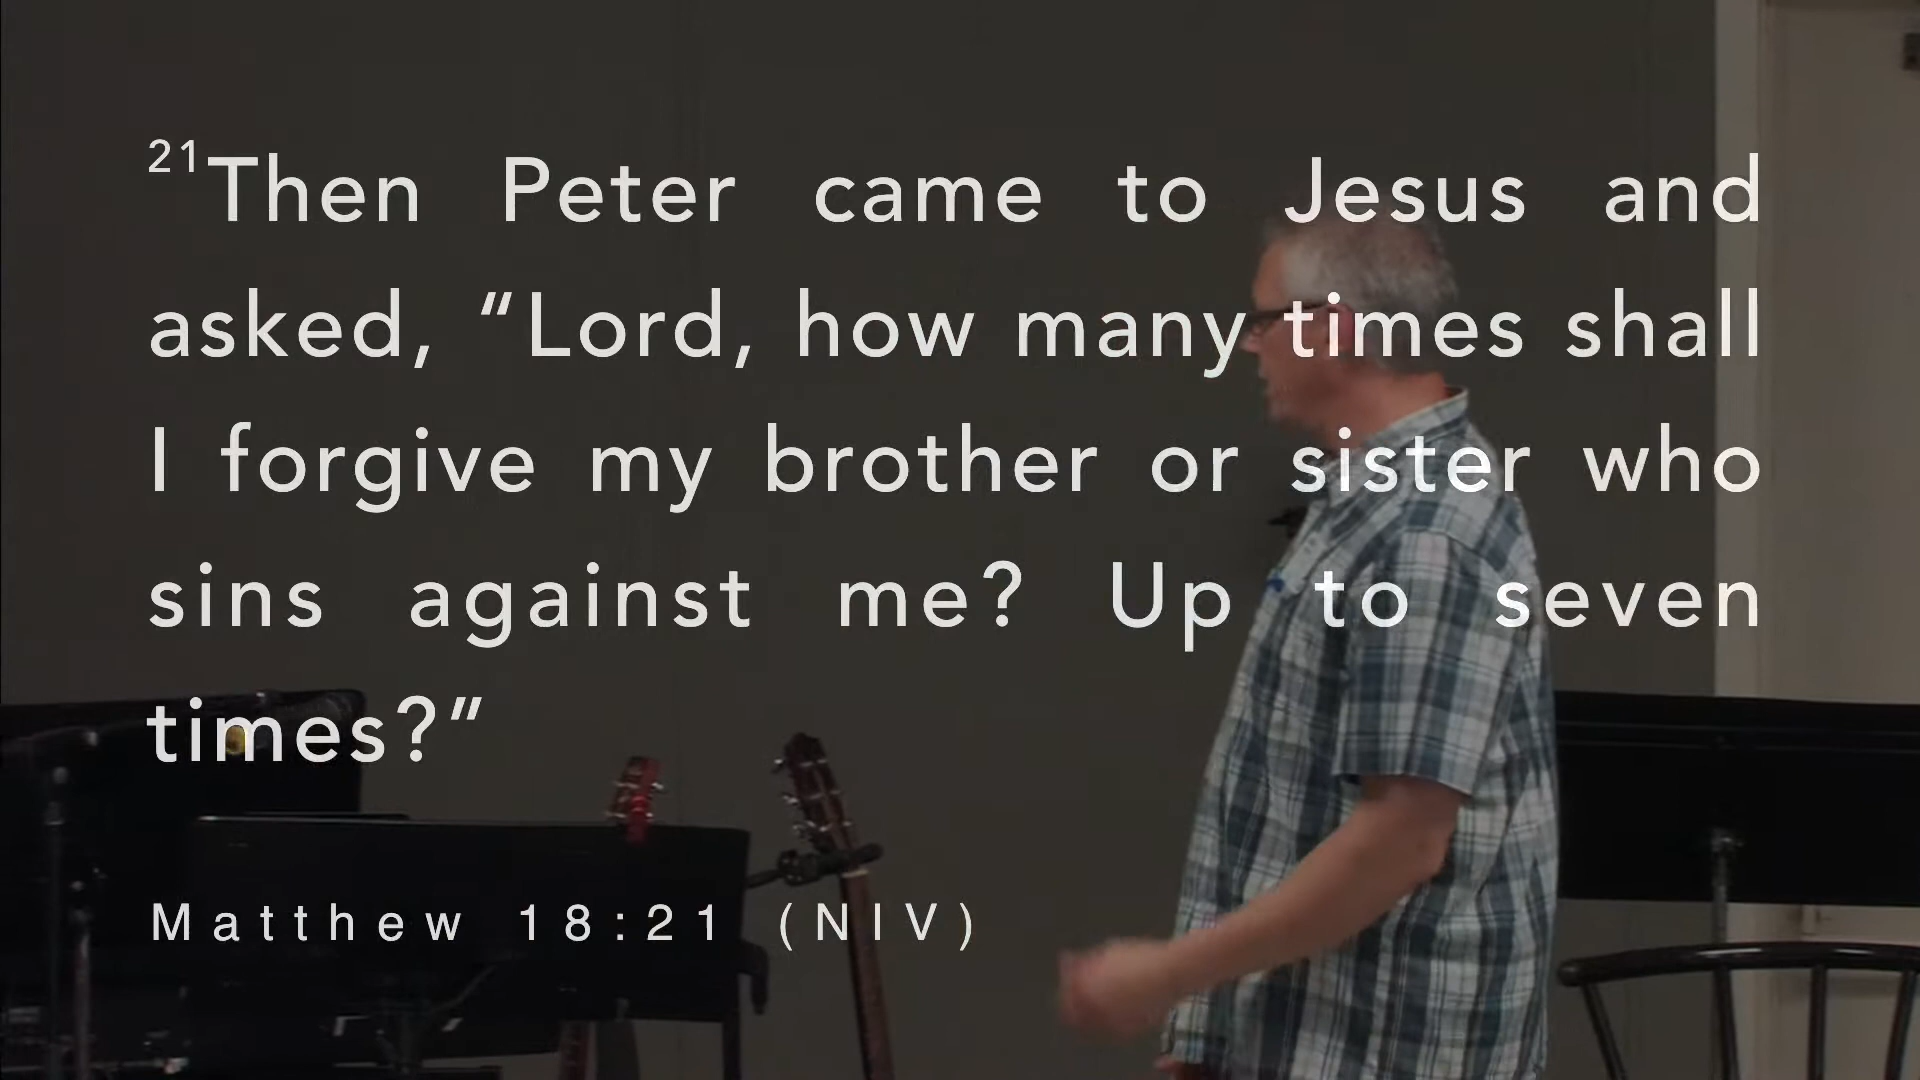 21Then Peter came to Jesus and
asked, “Lord, how many times shall
I forgive my brother or sister who
sins against me? Up to seven
times?”
Matthew 18:21 (NIV)